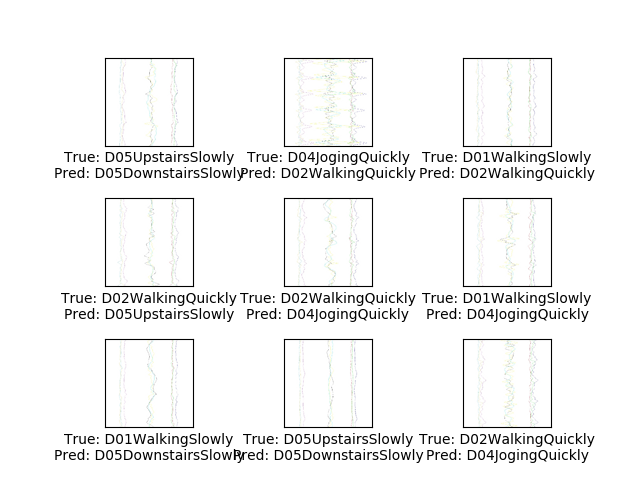 True: D05UpstairsSlowly
Pred: D05DownstairsSlowly
True: D04JogingQuickly
Pred: D02WalkingQuickly
True: D01WalkingSlowly
Pred: D02WalkingQuickly
True: D02WalkingQuickly
Pred: D05UpstairsSlowly
True: D02WalkingQuickly
Pred: D04JogingQuickly
True: D01WalkingSlowly
Pred: D04JogingQuickly
True: D01WalkingSlowly
Pred: D05DownstairsSlowly
True: D05UpstairsSlowly
Pred: D05DownstairsSlowly
True: D02WalkingQuickly
Pred: D04JogingQuickly